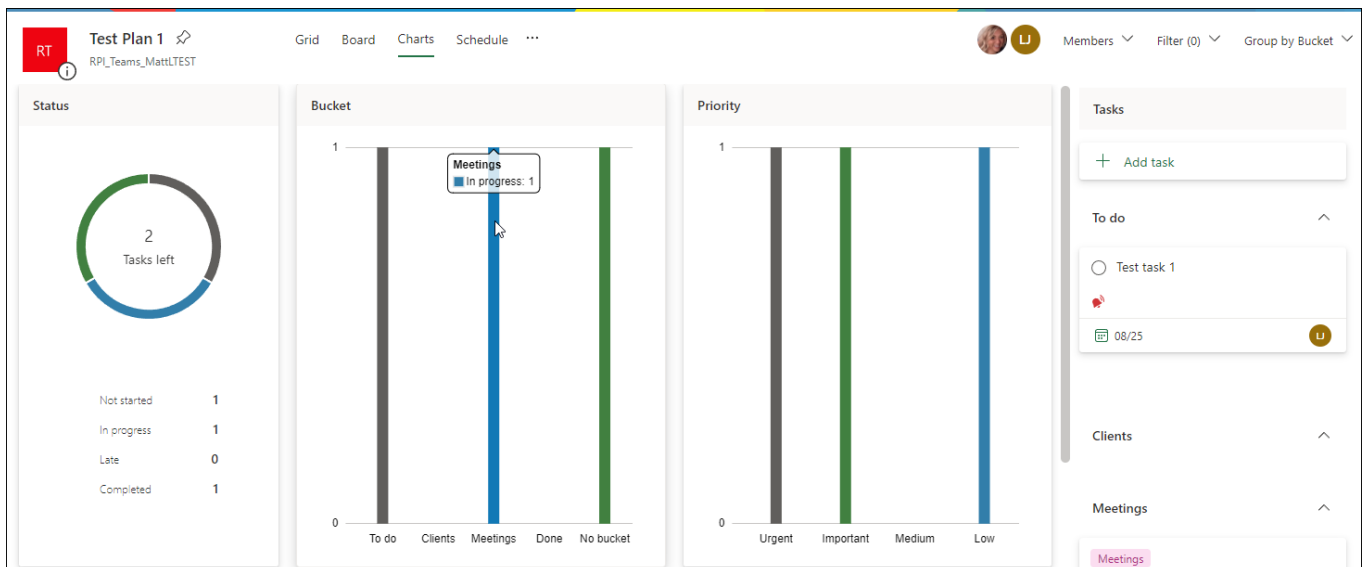 RT
Test Plan 1
RPI_Teams_MattLTEST
Grid Board Charts Schedule ...
LJ
Members Filter (0) Group by Bucket
Status
2
Tasks left
Not started 1
In progress 1
Late 0
Completed 1
Bucket
1
Meetings
In progress: 1
0
To do Clients Meetings Done No bucket
Priority
1
0
Urgent Important Medium Low
Tasks
+ Add task
To do
Test task 1
08/25
LJ
Clients
Meetings
Meetings